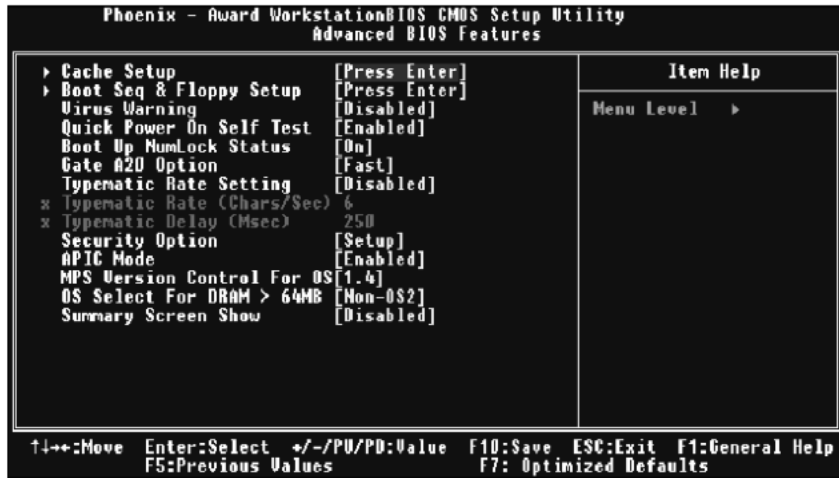 Phoenix - Award WorkstationBIOS CMOS Setup Utility
Advanced BIOS Features
▸ Cache Setup [Press Enter]
▸ Boot Seq & Floppy Setup [Press Enter]
Virus Warning [Disabled]
Quick Power On Self Test [Enabled]
Boot Up NumLock Status [On]
Gate A20 Option [Fast]
Typematic Rate Setting [Disabled]
x Typematic Rate (Chars/Sec) 6
x Typematic Delay (Msec) 250
Security Option [Setup]
APIC Mode [Enabled]
MPS Version Control For OS[1.4]
OS Select For DRAM > 64MB [Non-OS2]
Summary Screen Show [Disabled]
Item Help
Menu Level ▸
↑↓→←:Move Enter:Select +/-/PU/PD:Value F10:Save ESC:Exit F1:General Help
F5:Previous Values F7: Optimized Defaults